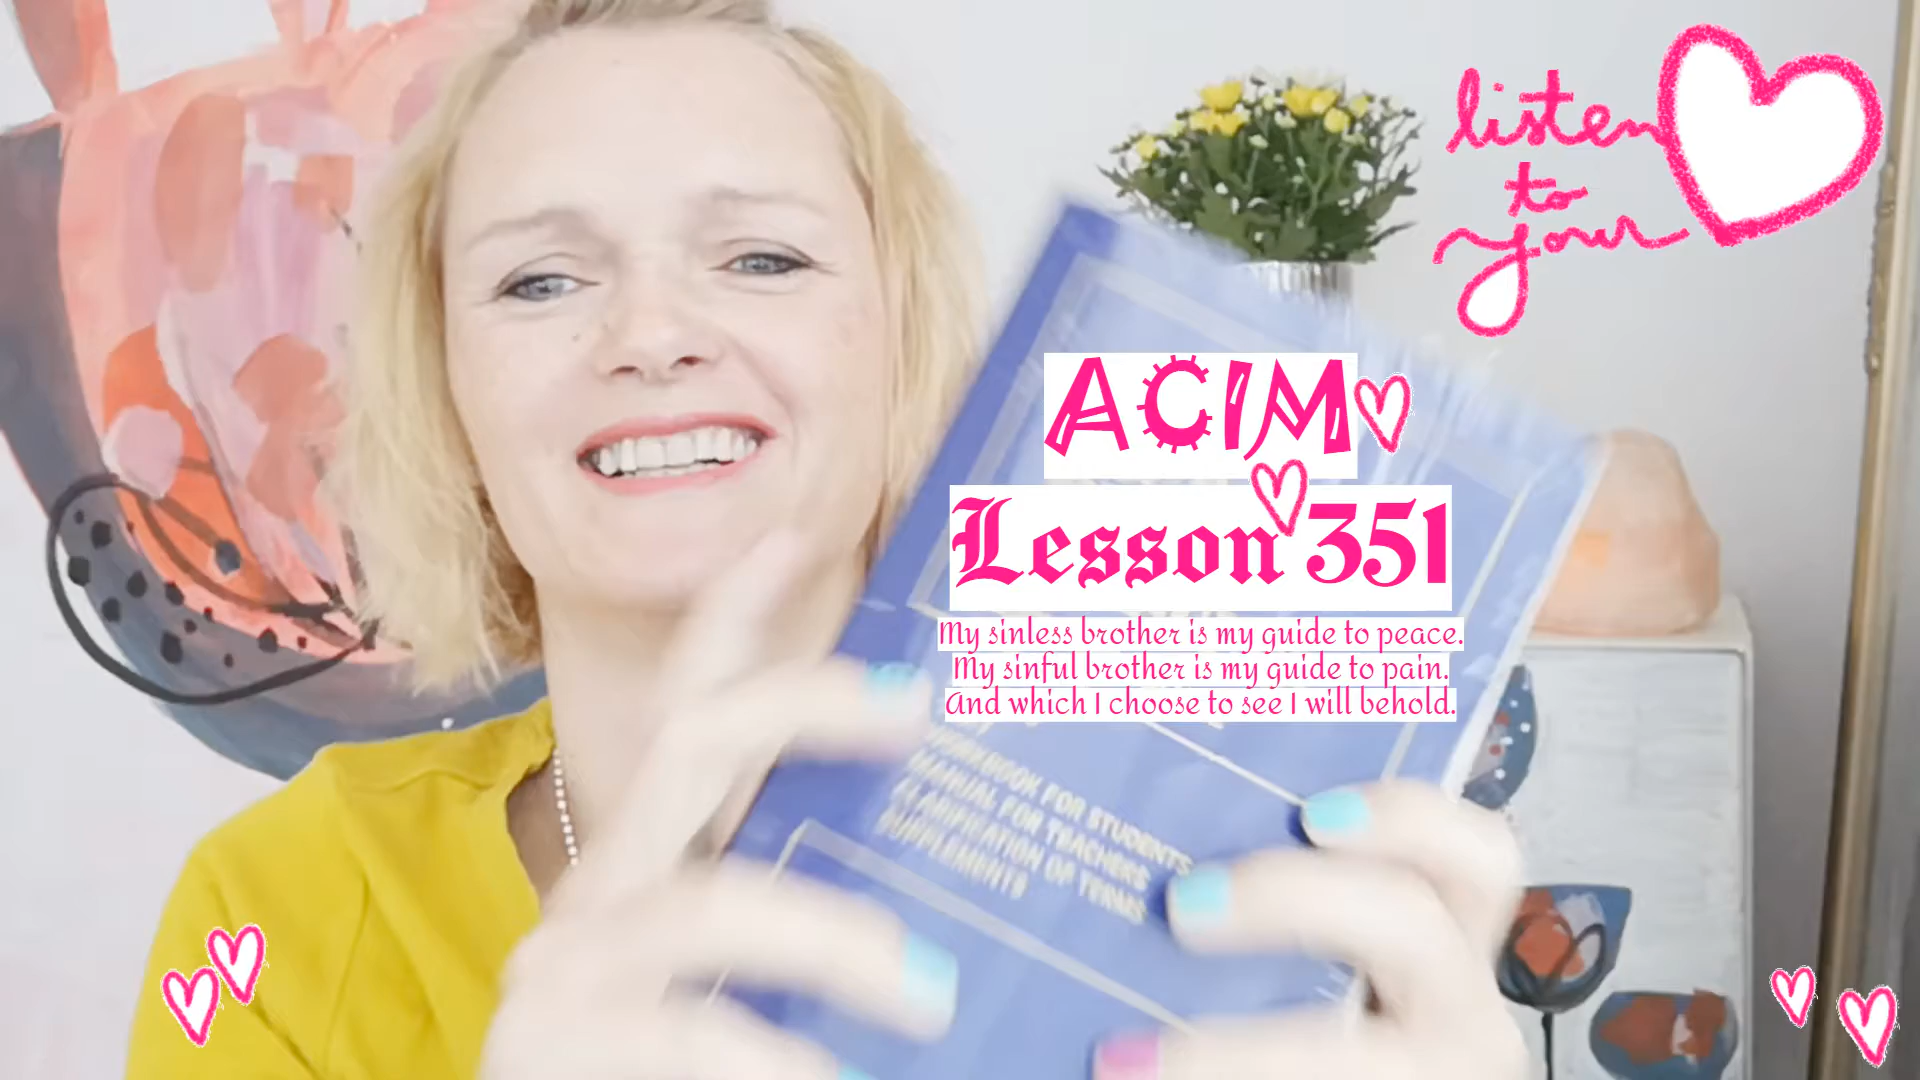 listen
to
your
ACIM
Lesson 351
My sinless brother is my guide to peace.
My sinful brother is my guide to pain.
And which I choose to see I will behold.
WORKBOOK FOR STUDENTS
MANUAL FOR TEACHERS
CLARIFICATION OF TERMS
SUPPLEMENTS